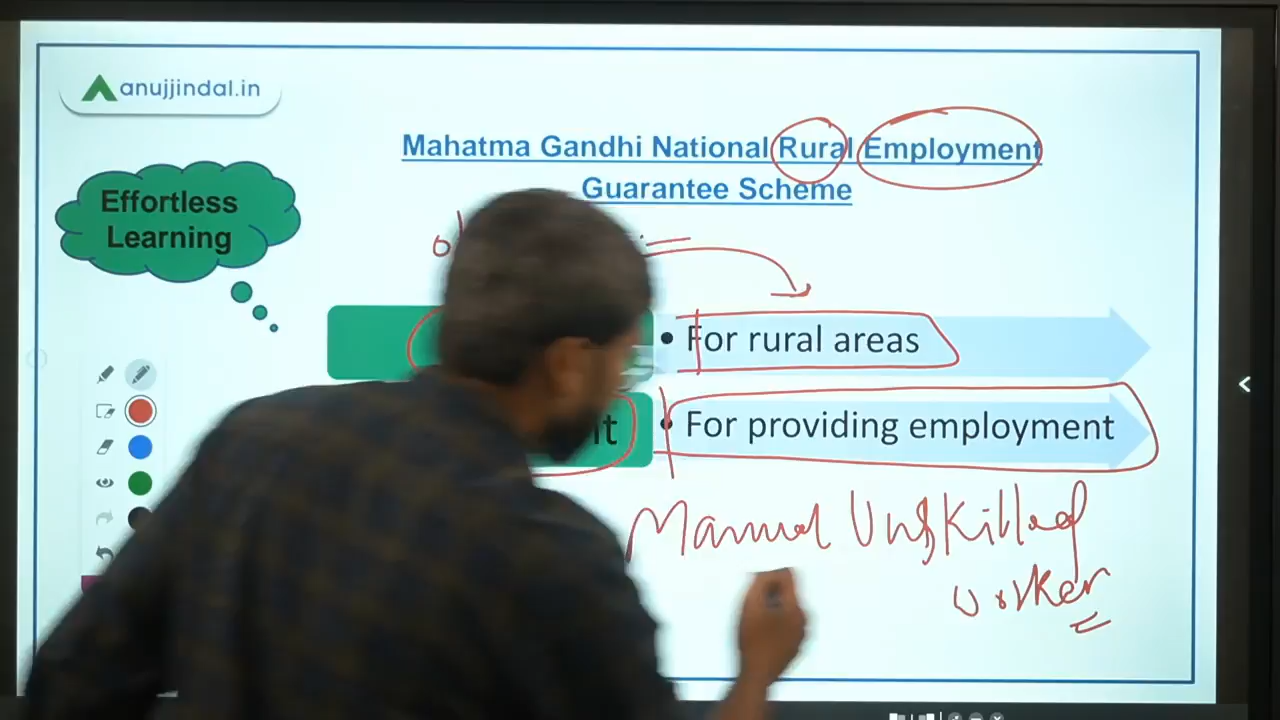 anujjindal.in
Mahatma Gandhi National Rural Employment
Guarantee Scheme
Effortless
Learning
• For rural areas
• For providing employment
Manual Unskilled
worker